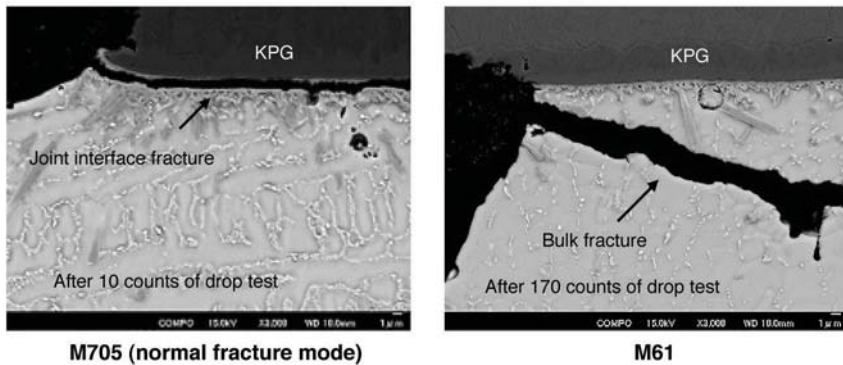 KPG
Joint interface fracture
After 10 counts of drop test
COMPO 15.0kV X3,000 WD 10.0mm 1μm
M705 (normal fracture mode)
KPG
Bulk fracture
After 170 counts of drop test
COMPO 15.0kV X3,000 WD 10.0mm 1μm
M61